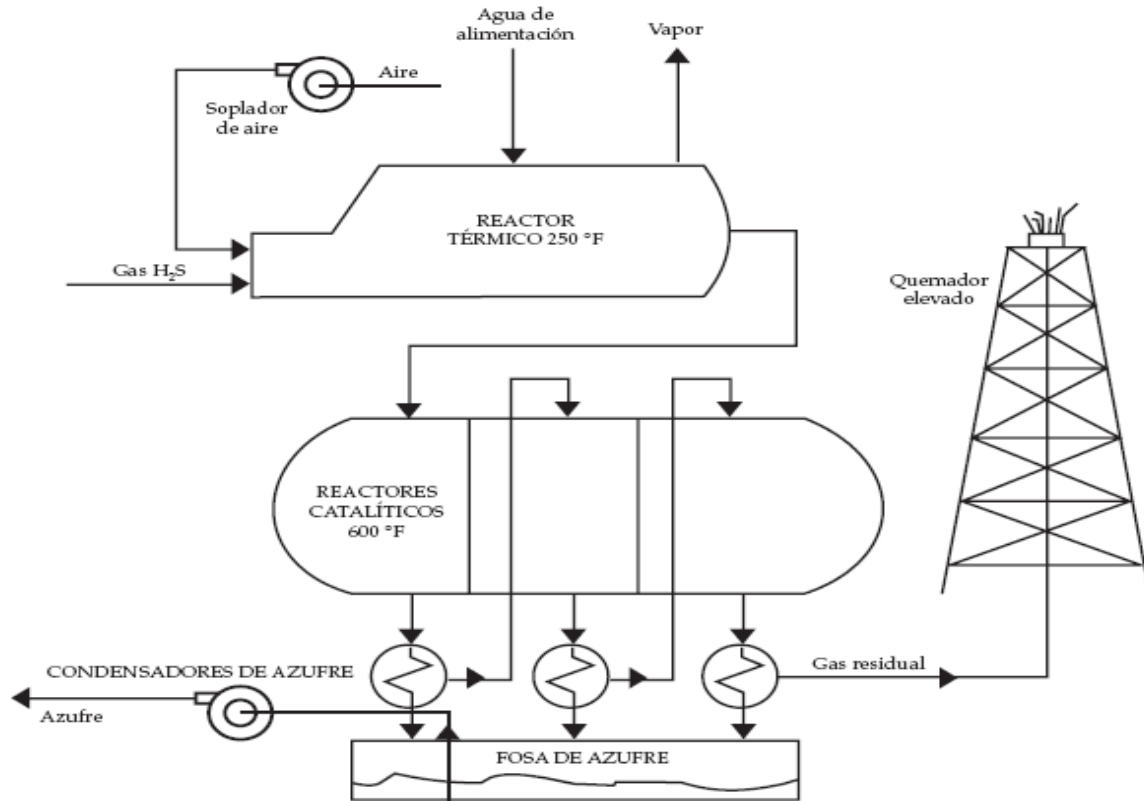 Agua de
alimentación
Vapor
Aire
Soplador
de aire
REACTOR
TÉRMICO 250 °F
Gas H₂S
Quemador
elevado
REACTORES
CATALÍTICOS
600 °F
CONDENSADORES DE AZUFRE
Gas residual
Azufre
FOSA DE AZUFRE